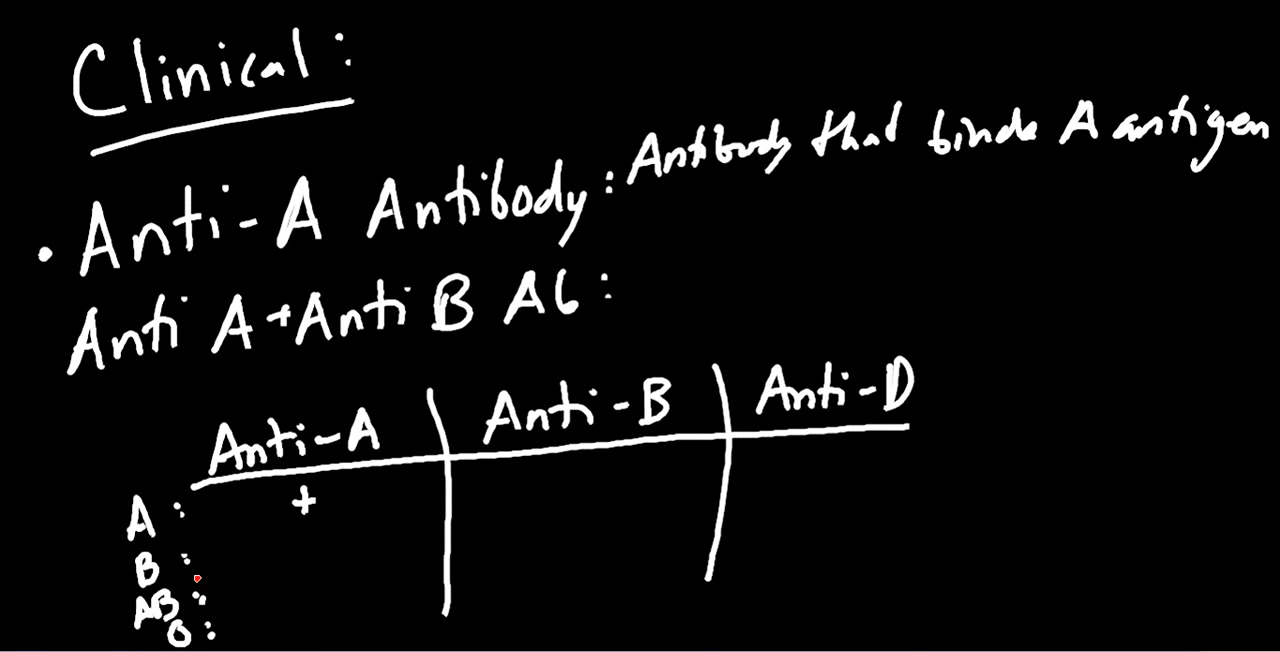 Clinical:
• Anti-A Antibody: Antibody that binds A antigen
Anti A + Anti B Ab:
Anti-A Anti-B Anti-D
A: +
B:
AB:
O: